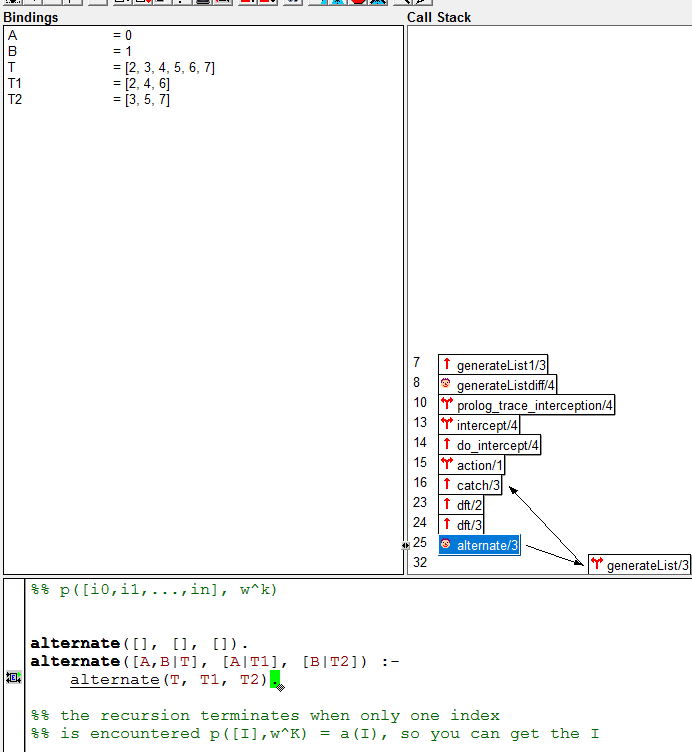 Bindings
A = 0
B = 1
T = [2, 3, 4, 5, 6, 7]
T1 = [2, 4, 6]
T2 = [3, 5, 7]
Call Stack
7 generateList1/3
8 generateListdiff/4
10 prolog_trace_interception/4
13 intercept/4
14 do_intercept/4
15 action/1
16 catch/3
23 dft/2
24 dft/3
25 alternate/3
32 generateList/3
%% p([i0,i1,...,in], w^k)
alternate([], [], []).
alternate([A,B|T], [A|T1], [B|T2]) :-
alternate(T, T1, T2).
%% the recursion terminates when only one index
%% is encountered p([I],w^K) = a(I), so you can get the I